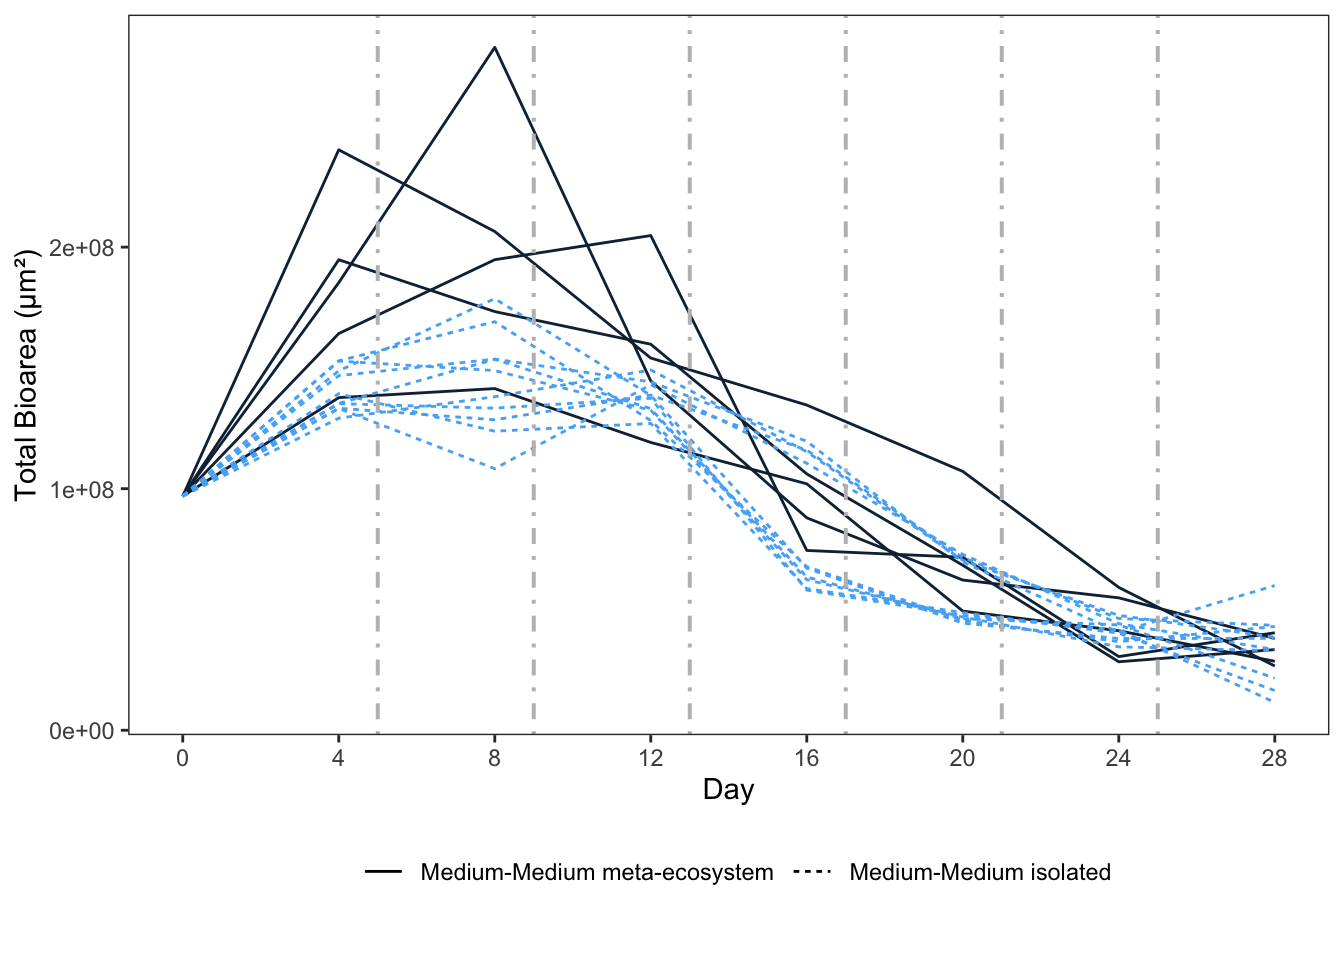 Total Bioarea (μm²)
2e+08
1e+08
0e+00
0 4 8 12 16 20 24 28
Day
Medium-Medium meta-ecosystem Medium-Medium isolated